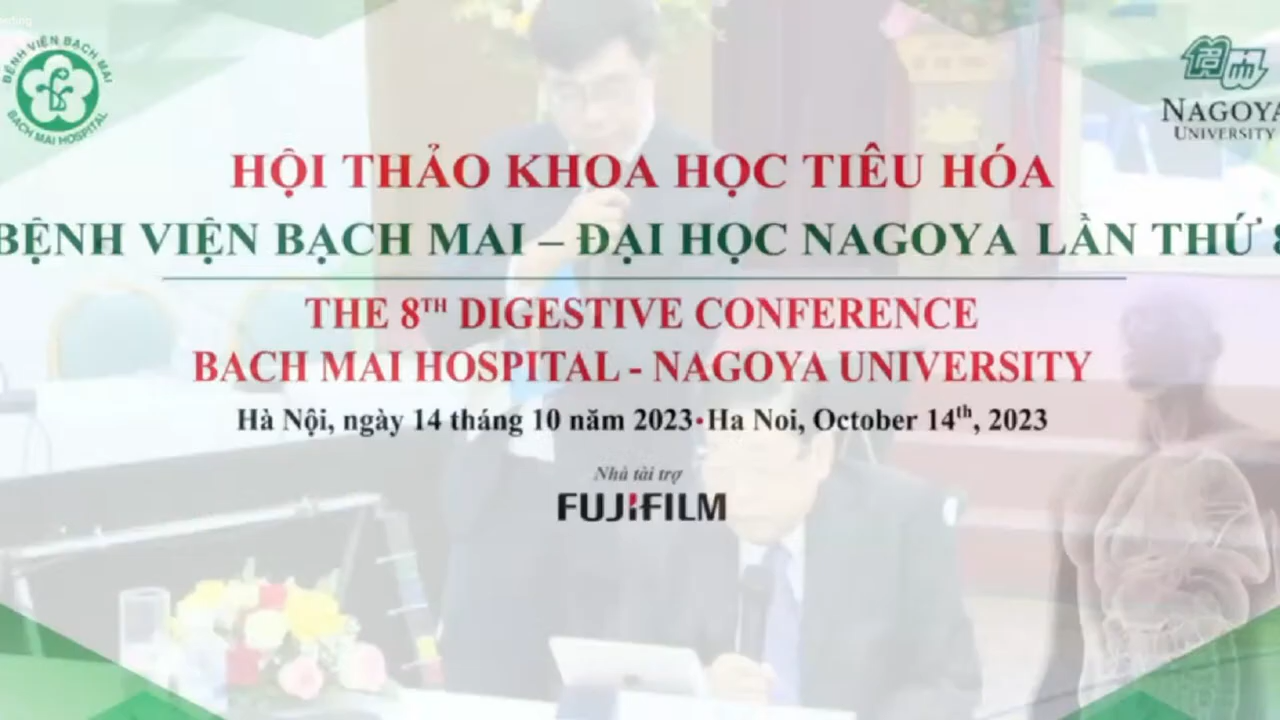 BỆNH VIỆN BẠCH MAI
BACH MAI HOSPITAL
NAGOYA
UNIVERSITY
HỘI THẢO KHOA HỌC TIÊU HÓA
BỆNH VIỆN BẠCH MAI – ĐẠI HỌC NAGOYA LẦN THỨ 8
THE 8TH DIGESTIVE CONFERENCE
BACH MAI HOSPITAL - NAGOYA UNIVERSITY
Hà Nội, ngày 14 tháng 10 năm 2023 • Ha Noi, October 14th, 2023
Nhà tài trợ
FUJIFILM